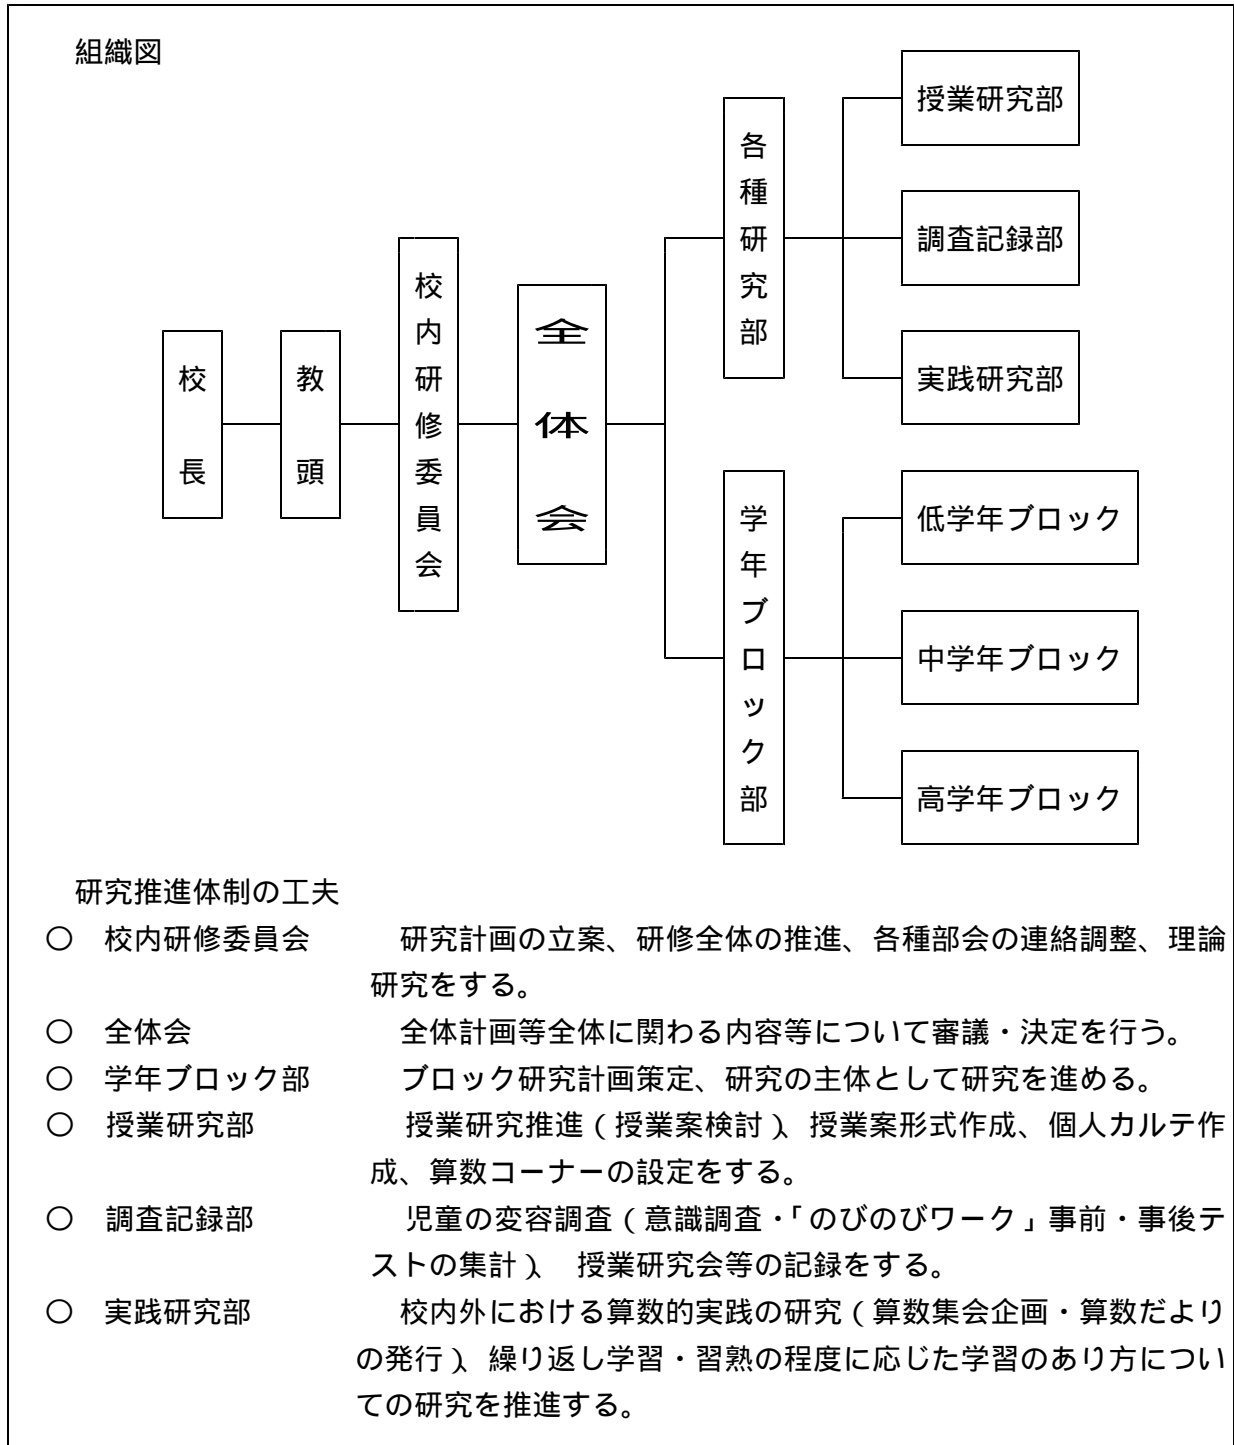 組織図
校長
教頭
校内研修委員会
全体会
各種研究部
授業研究部
調査記録部
実践研究部
学年ブロック部
低学年ブロック
中学年ブロック
高学年ブロック
研究推進体制の工夫
○ 校内研修委員会 研究計画の立案、研修全体の推進、各種部会の連絡調整、理論
研究をする。
○ 全体会 全体計画等全体に関わる内容等について審議・決定を行う。
○ 学年ブロック部 ブロック研究計画策定、研究の主体として研究を進める。
○ 授業研究部 授業研究推進(授業案検討)、授業案形式作成、個人カルテ作
成、算数コーナーの設定をする。
○ 調査記録部 児童の変容調査(意識調査・「のびのびワーク」事前・事後テ
ストの集計)、 授業研究会等の記録をする。
○ 実践研究部 校内外における算数的実践の研究(算数集会企画・算数だより
の発行)、繰り返し学習・習熟の程度に応じた学習のあり方につい
ての研究を推進する。